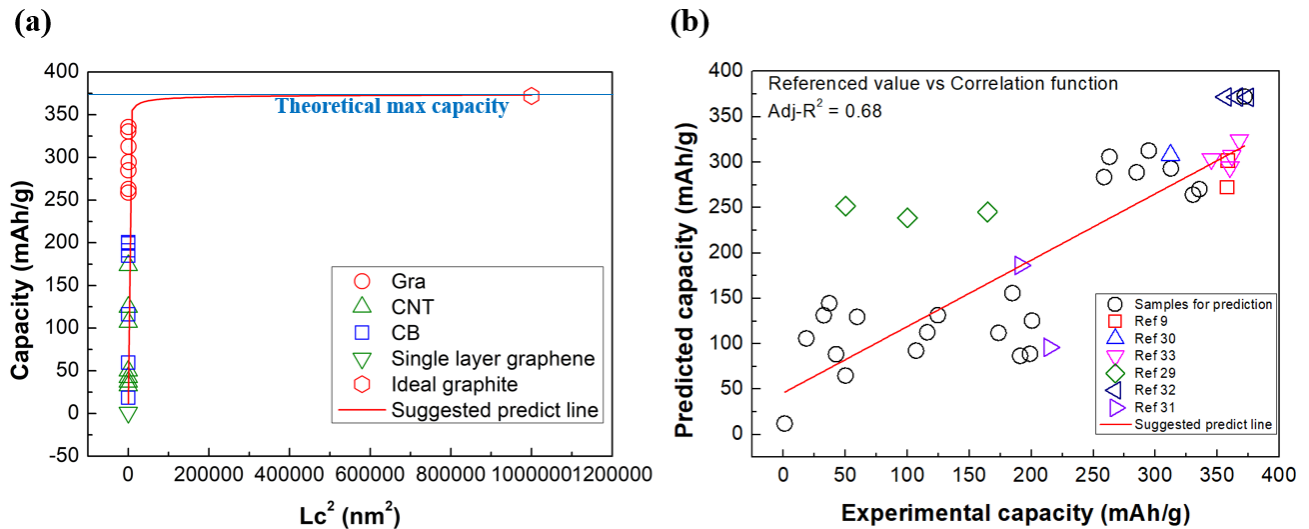 (a)
400
350
300
250
200
150
100
50
0
-50
Capacity (mAh/g)
Theoretical max capacity
Gra
CNT
CB
Single layer graphene
Ideal graphite
Suggested predict line
0
200000
400000
600000
800000
1000000
1200000
Lc² (nm²)
(b)
400
350
300
250
200
150
100
50
0
Predicted capacity (mAh/g)
Referenced value vs Correlation function
Adj-R² = 0.68
Samples for prediction
Ref 9
Ref 30
Ref 33
Ref 29
Ref 32
Ref 31
Suggested predict line
0
50
100
150
200
250
300
350
400
Experimental capacity (mAh/g)